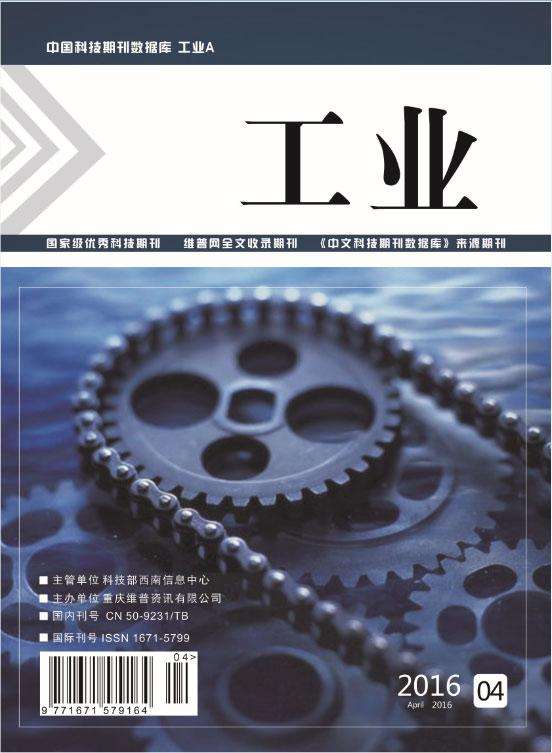 中国科技期刊数据库 工业A
工业
国家级优秀科技期刊 维普网全文收录期刊 《中文科技期刊数据库》来源期刊
■ 主管单位 科技部西南信息中心
■ 主办单位 重庆维普资讯有限公司
■ 国内刊号 CN 50-9231/TB
■ 国际刊号 ISSN 1671-5799
04>
9 771671 579164
2016 04
April 2016